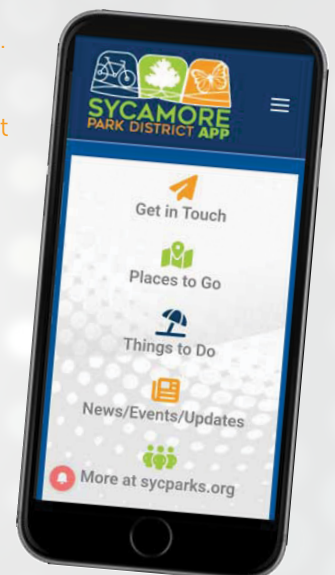 .
t
SYCAMORE
PARK DISTRICT APP
Get in Touch
Places to Go
Things to Do
News/Events/Updates
More at sycparks.org